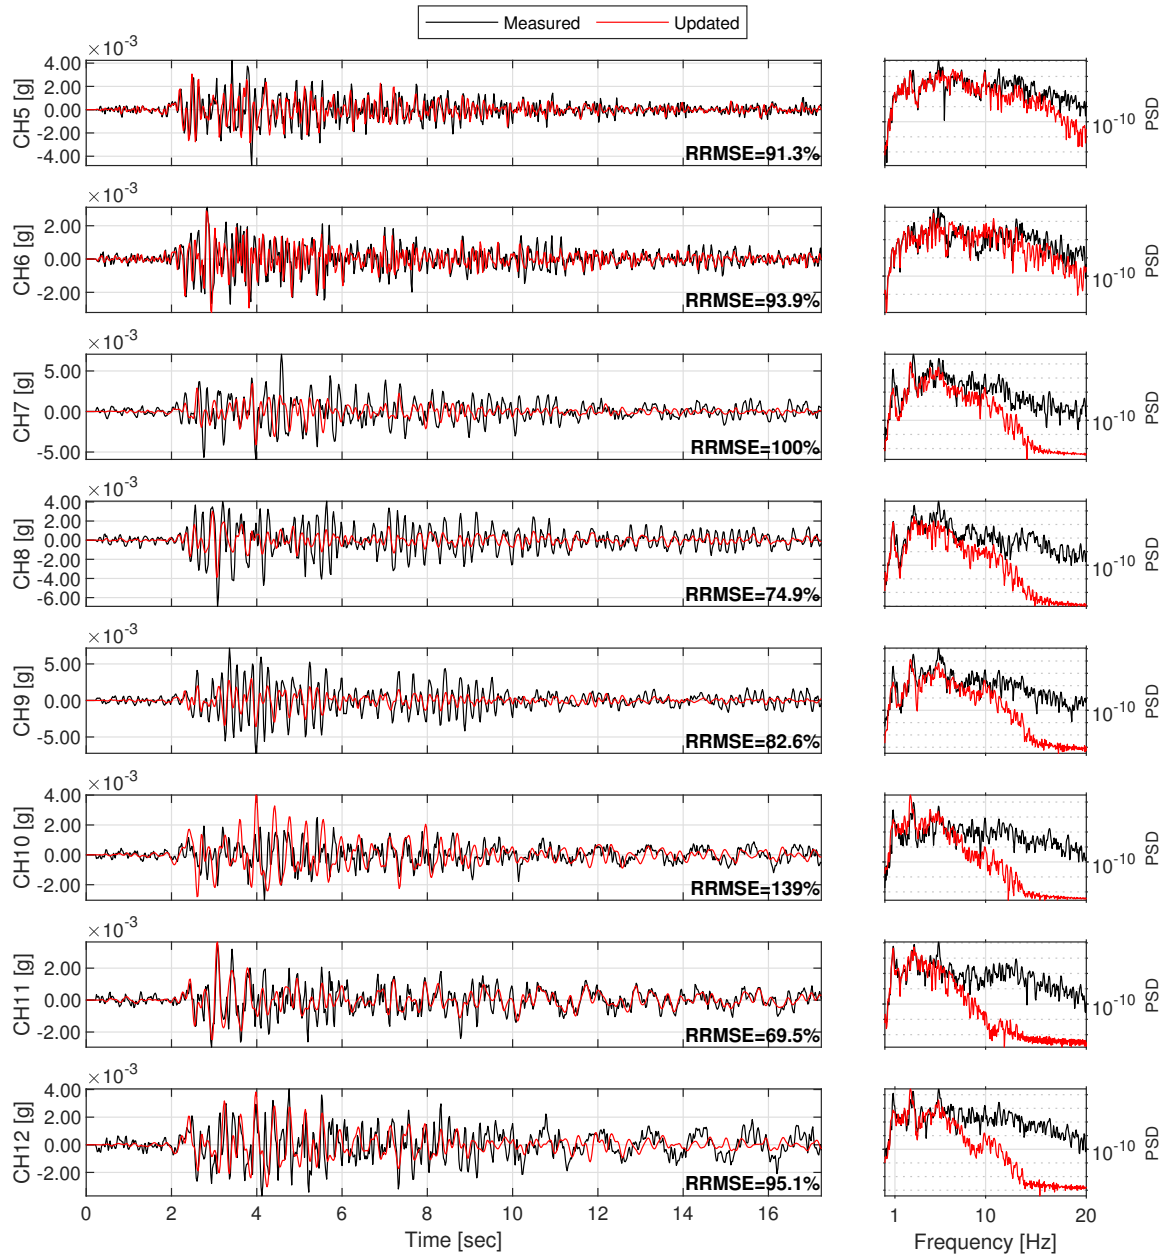 Measured Updated
×10-3
4.00
2.00
0.00
-2.00
-4.00
CH5 [g]
RRMSE=91.3%
10-10
PSD
×10-3
2.00
0.00
-2.00
CH6 [g]
RRMSE=93.9%
10-10
PSD
×10-3
5.00
0.00
-5.00
CH7 [g]
RRMSE=100%
10-10
PSD
×10-3
4.00
2.00
0.00
-2.00
-4.00
-6.00
CH8 [g]
RRMSE=74.9%
10-10
PSD
×10-3
5.00
0.00
-5.00
CH9 [g]
RRMSE=82.6%
10-10
PSD
×10-3
4.00
2.00
0.00
-2.00
CH10 [g]
RRMSE=139%
10-10
PSD
×10-3
2.00
0.00
-2.00
CH11 [g]
RRMSE=69.5%
10-10
PSD
×10-3
4.00
2.00
0.00
-2.00
CH12 [g]
RRMSE=95.1%
10-10
PSD
0 2 4 6 8 10 12 14 16
Time [sec]
1 10 20
Frequency [Hz]